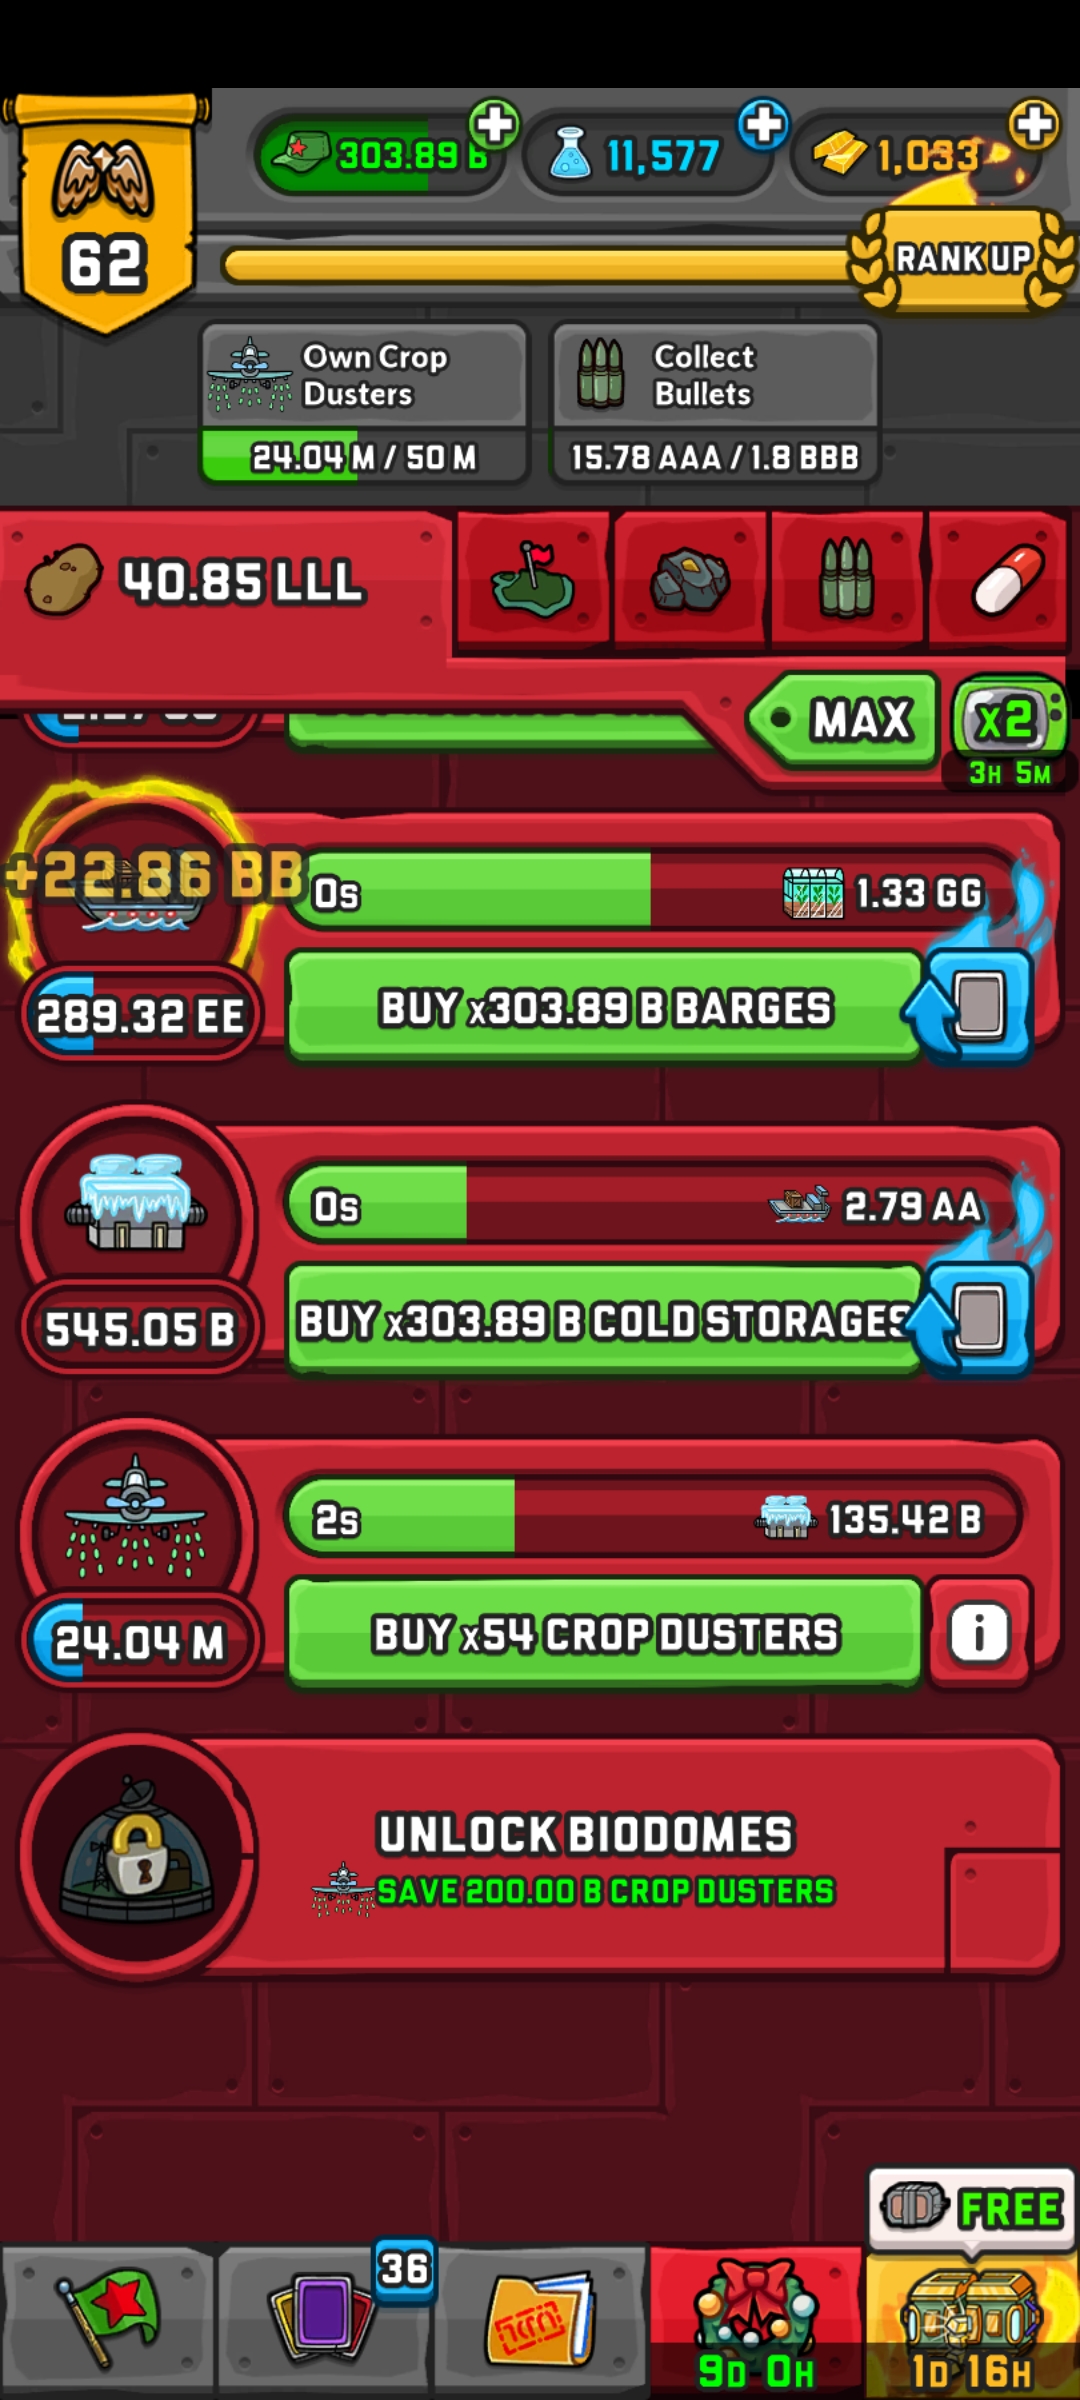 62
303.89 B
11,577
1,033
RANK UP
Own Crop
Dusters
24.04 M / 50 M
Collect
Bullets
15.78 AAA / 1.8 BBB
40.85 LLL
MAX
x2
3H 5M
+22.86 BB
0s
1.33 GG
289.32 EE
BUY x303.89 B BARGES
0s
2.79 AA
545.05 B
BUY x303.89 B COLD STORAGES
2s
135.42 B
24.04 M
BUY x54 CROP DUSTERS
i
UNLOCK BIODOMES
SAVE 200.00 B CROP DUSTERS
FREE
36
9D 0H
1D 16H